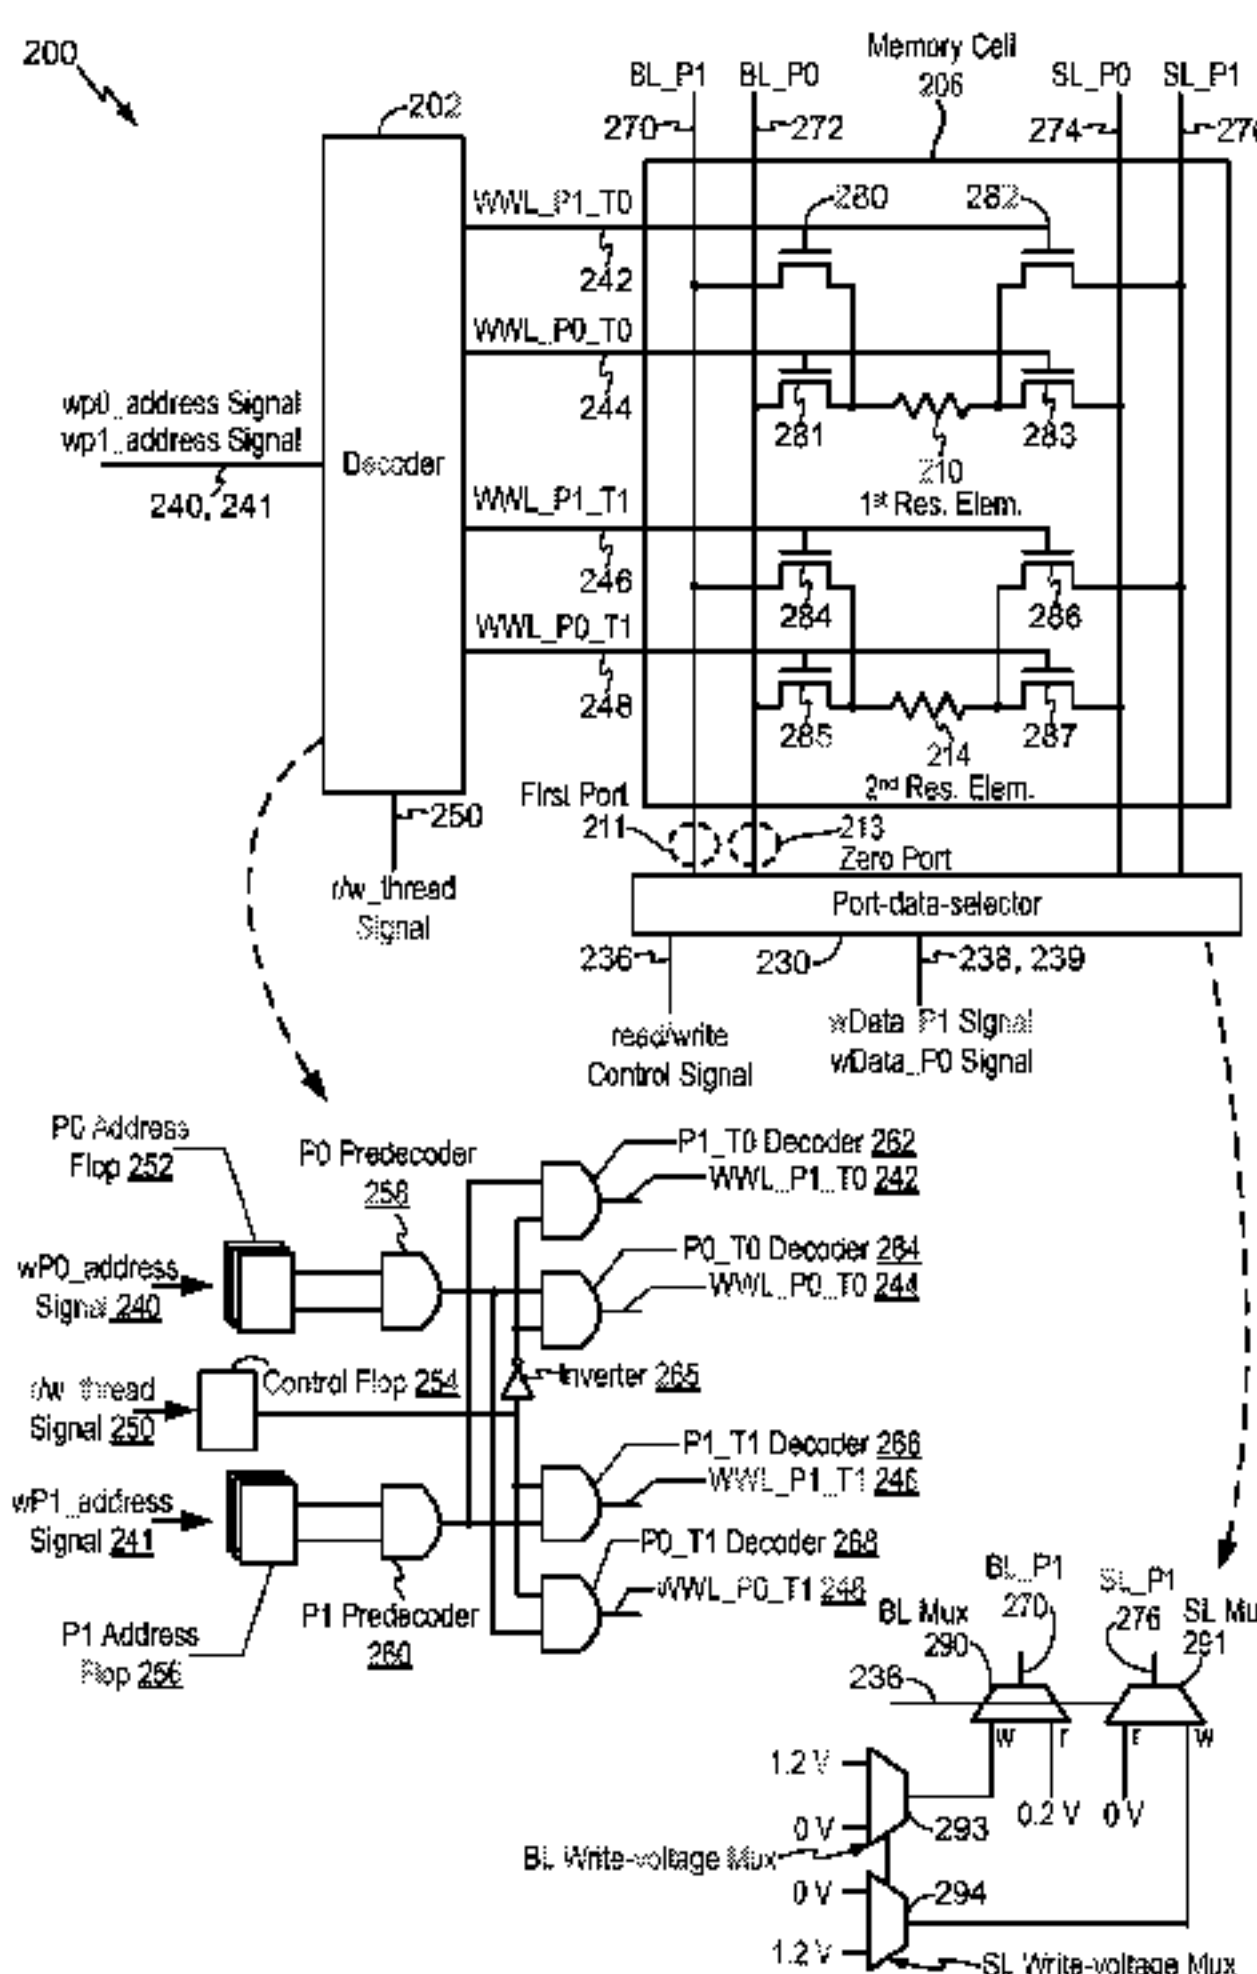 200
202
Memory Cell
206
BL_P1
BL_P0
SL_P0
SL_P1
270
272
274
WWL_P1_T0
242
280
282
WWL_P0_T0
244
281
283
210
1st Res. Elem.
wp0_address Signal
wp1_address Signal
240, 241
Decoder
WWL_P1_T1
246
284
286
WWL_P0_T1
248
285
287
214
2nd Res. Elem.
250
r/w_thread
Signal
First Port
211
213
Zero Port
Port-data-selector
236
230
238, 239
read/write
Control Signal
wData_P1 Signal
wData_P0 Signal
P0 Address
Flop 252
P0 Predecoder
258
P1_T0 Decoder 262
WWL_P1_T0 242
wP0_address
Signal 240
P0_T0 Decoder 264
WWL_P0_T0 244
r/w_thread
Signal 250
Control Flop 254
Inverter 265
P1_T1 Decoder 266
WWL_P1_T1 246
wP1_address
Signal 241
P0_T1 Decoder 268
WWL_P0_T1 248
P1 Address
Flop 256
P1 Predecoder
260
BL Mux
290
BL_P1
270
SL_P1
276
SL
291
236
w
r
r
w
1.2 V
0 V
293
0.2 V
0 V
BL Write-voltage Mux
0 V
294
1.2 V
SL Write-voltage Mux